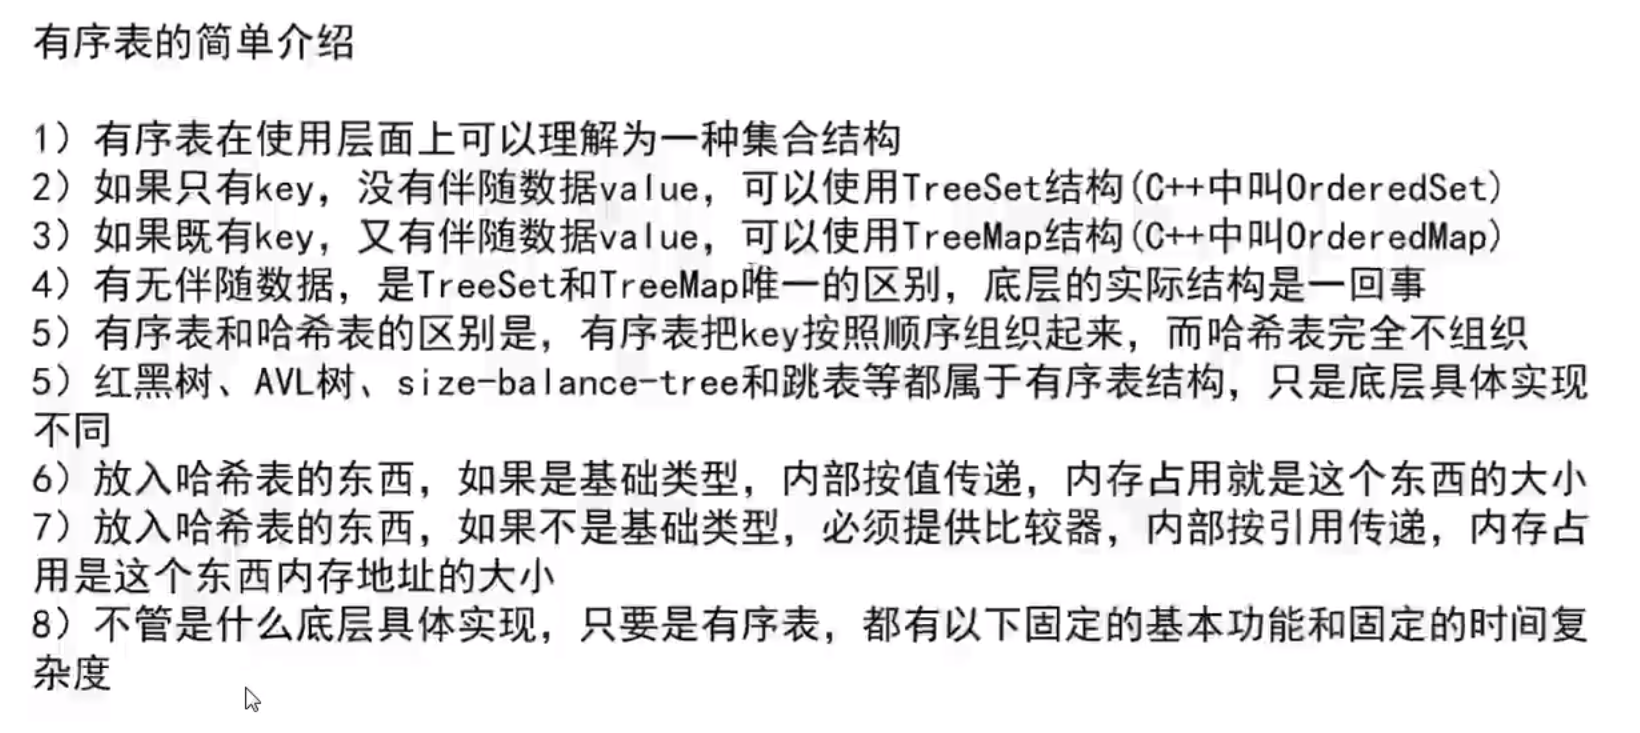 有序表的简单介绍
1）有序表在使用层面上可以理解为一种集合结构
2）如果只有key，没有伴随数据value，可以使用TreeSet结构(C++中叫OrderedSet)
3）如果既有key，又有伴随数据value，可以使用TreeMap结构(C++中叫OrderedMap)
4）有无伴随数据，是TreeSet和TreeMap唯一的区别，底层的实际结构是一回事
5）有序表和哈希表的区别是，有序表把key按照顺序组织起来，而哈希表完全不组织
5）红黑树、AVL树、size-balance-tree和跳表等都属于有序表结构，只是底层具体实现
不同
6）放入哈希表的东西，如果是基础类型，内部按值传递，内存占用就是这个东西的大小
7）放入哈希表的东西，如果不是基础类型，必须提供比较器，内部按引用传递，内存占
用是这个东西内存地址的大小
8）不管是什么底层具体实现，只要是有序表，都有以下固定的基本功能和固定的时间复
杂度